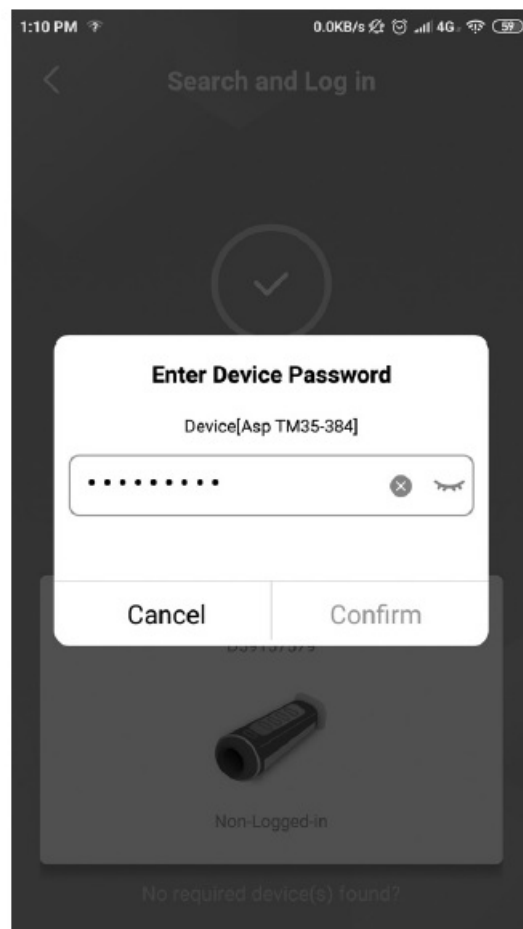 1:10 PM 0.0KB/s 4G 59
Search and Log in
Enter Device Password
Device[Asp TM35-384]
•••••••••
Cancel Confirm
Non-Logged-in
No required device(s) found?